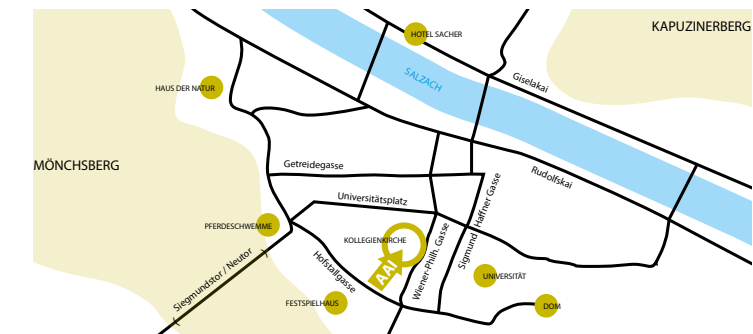 KAPUZINERBERG
HOTEL SACHER
SALZACH
Giselakai
HAUS DER NATUR
MÖNCHSBERG
Getreidegasse
Rudolfskai
Universitätsplatz
Sigmund Haffner Gasse
PFERDESCHWEMME
KOLLEGIENKIRCHE
Wiener-Philh. Gasse
Hofstallgasse
AAI
Siegmundstor / Neutor
UNIVERSITÄT
FESTSPIELHAUS
DOM